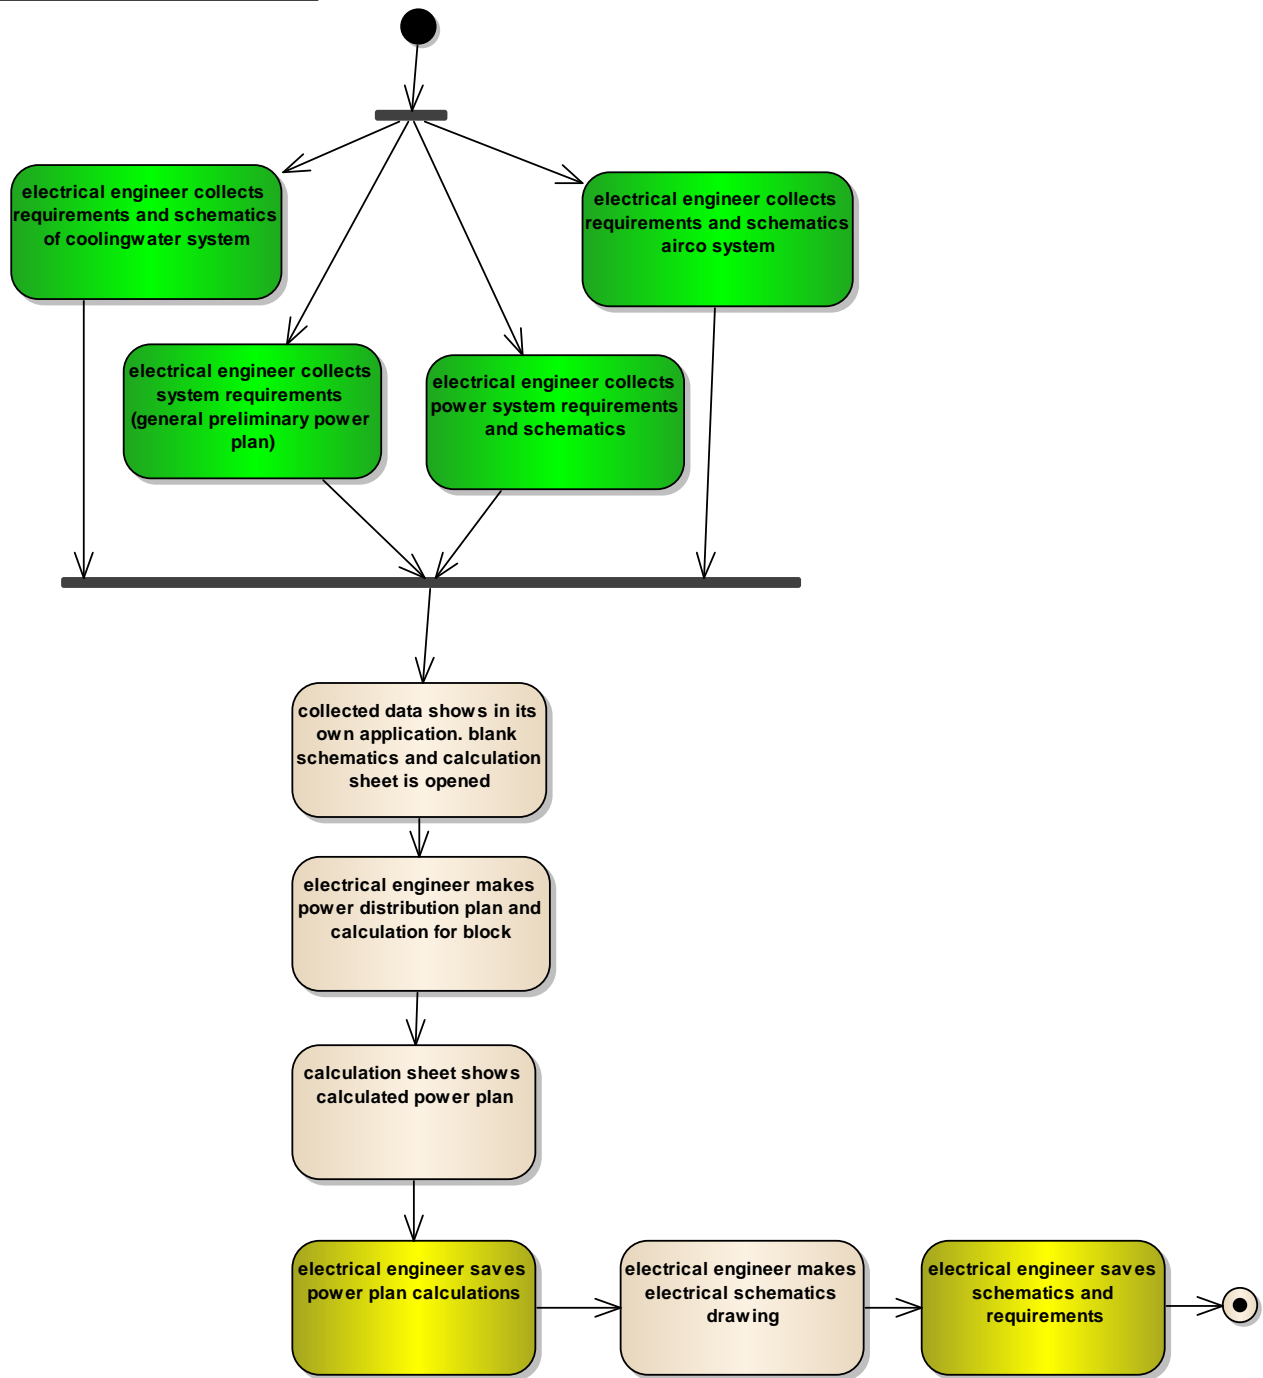 electrical engineer collects
requirements and schematics
of coolingwater system
electrical engineer collects
requirements and schematics
airco system
electrical engineer collects
system requirements
(general preliminary power
plan)
electrical engineer collects
power system requirements
and schematics
collected data shows in its
own application. blank
schematics and calculation
sheet is opened
electrical engineer makes
power distribution plan and
calculation for block
calculation sheet shows
calculated power plan
electrical engineer saves
power plan calculations
electrical engineer makes
electrical schematics
drawing
electrical engineer saves
schematics and
requirements